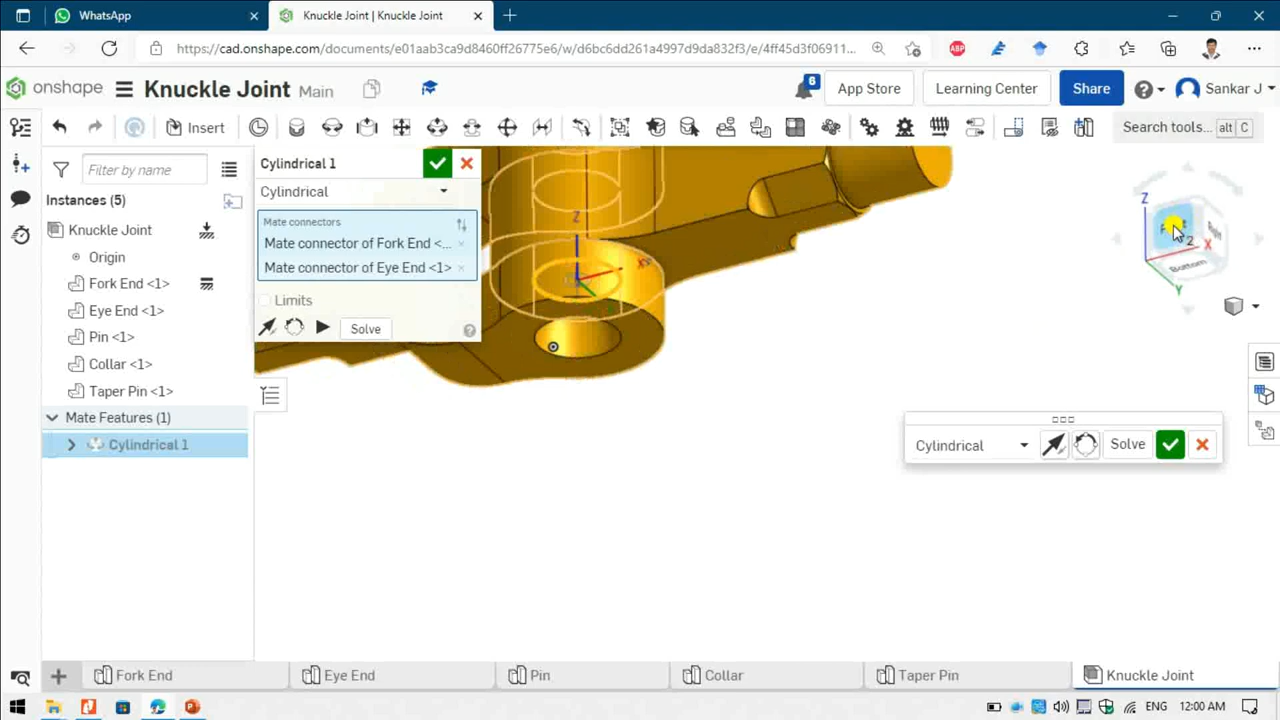 WhatsApp
Knuckle Joint | Knuckle Joint
https://cad.onshape.com/documents/e01aab3ca9d8460ff26775e6/w/d6bc6dd261a4997d9da832f3/e/4ff45d3f06911...
ABP
onshape
Knuckle Joint Main
6
App Store
Learning Center
Share
Sankar J
Insert
Search tools... alt C
Filter by name
Instances (5)
Knuckle Joint
Origin
Fork End <1>
Eye End <1>
Pin <1>
Collar <1>
Taper Pin <1>
Mate Features (1)
Cylindrical 1
Cylindrical 1
Cylindrical
Mate connectors
Mate connector of Fork End <...
Mate connector of Eye End <1>
Limits
Solve
Z
Z
X
Bottom
Y
Cylindrical
Solve
Fork End
Eye End
Pin
Collar
Taper Pin
Knuckle Joint
ENG
12:00 AM